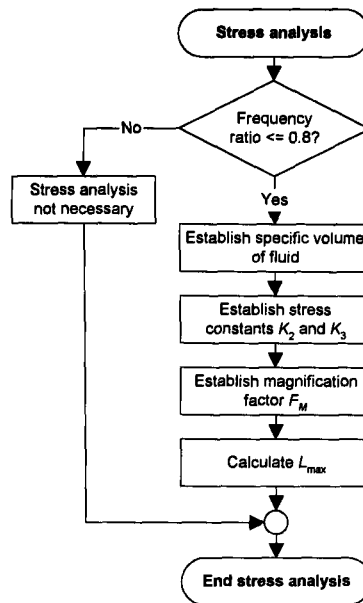 Stress analysis
Frequency
ratio <= 0.8?
No
Yes
Stress analysis
not necessary
Establish specific volume
of fluid
Establish stress
constants K2 and K3
Establish magnification
factor FM
Calculate Lmax
End stress analysis